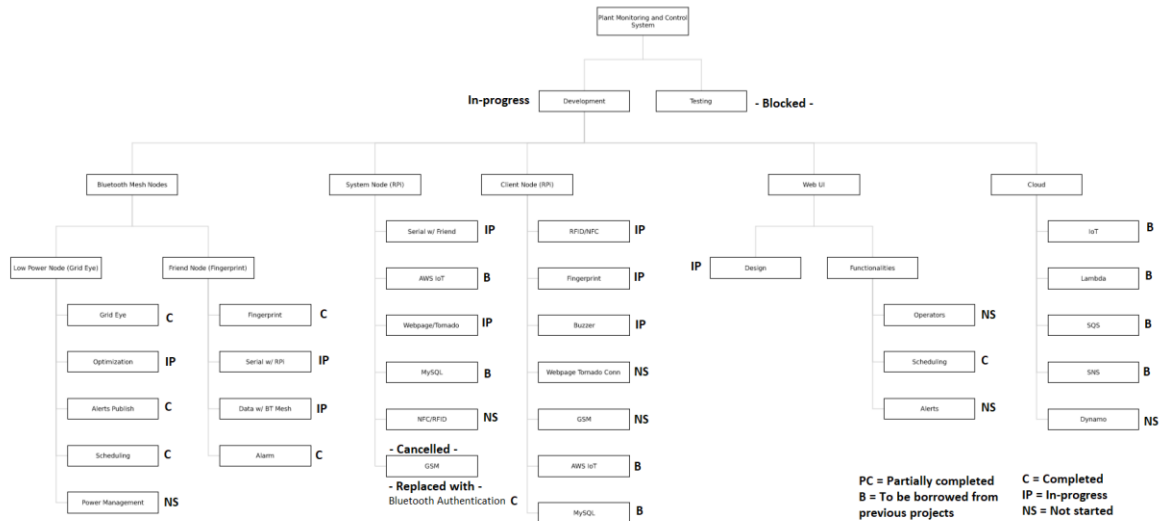 Plant Monitoring and Control
System
In-progress
Development
Testing
- Blocked -
Bluetooth Mesh Nodes
System Node (RPI)
Client Node (RPI)
Web UI
Cloud
Low Power Node (Grid Eye)
Friend Node (Fingerprint)
Grid Eye
C
Optimization
IP
Alerts Publish
C
Scheduling
C
Power Management
NS
Fingerprint
C
Serial w/ RPI
IP
Data w/ BT Mesh
IP
Alarm
C
Serial w/ Friend
IP
AWS IoT
B
Webpage/Tornado
IP
MySQL
B
NFC/RFID
NS
- Cancelled -
GSM
- Replaced with -
Bluetooth Authentication C
RFID/NFC
IP
Fingerprint
IP
Buzzer
IP
Webpage Tornado Conn
NS
GSM
NS
AWS IoT
B
MySQL
B
IP
Design
Functionalities
Operators
NS
Scheduling
C
Alerts
NS
IoT
B
Lambda
B
SQS
B
SNS
B
Dynamo
NS
PC = Partially completed
B = To be borrowed from
previous projects
C = Completed
IP = In-progress
NS = Not started